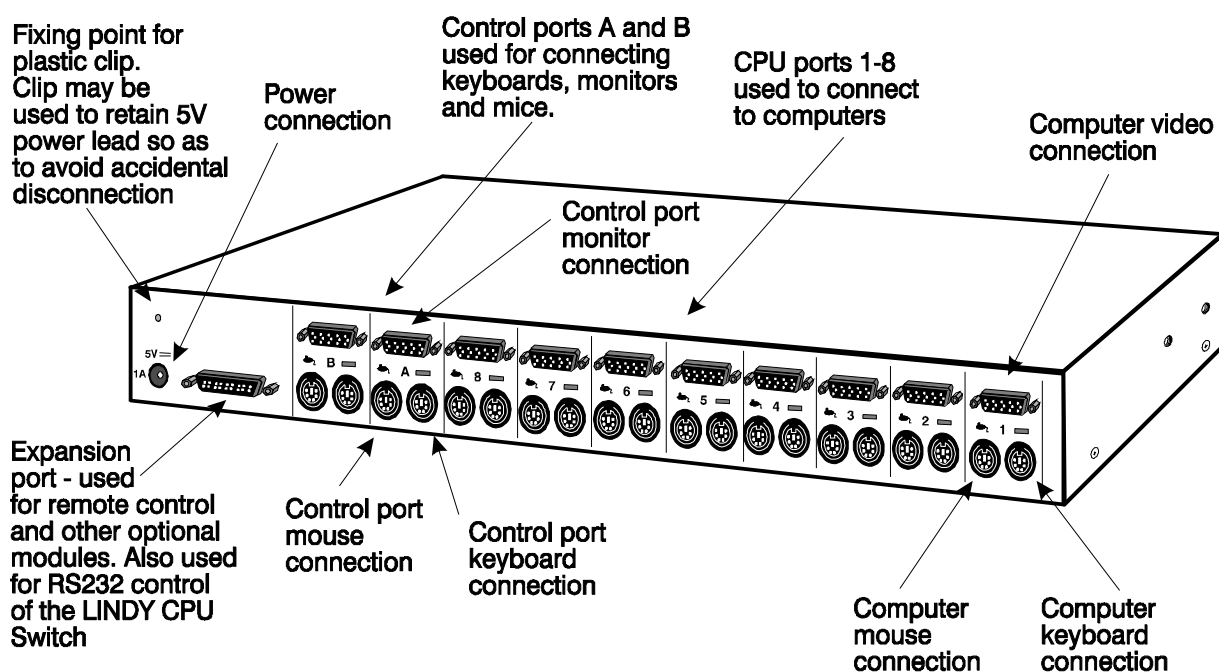 Fixing point for
plastic clip.
Clip may be
used to retain 5V
power lead so as
to avoid accidental
disconnection
Power
connection
Control ports A and B
used for connecting
keyboards, monitors
and mice.
CPU ports 1-8
used to connect
to computers
Computer video
connection
Control port
monitor
connection
5V
1A
B
A
8
7
6
5
4
3
2
1
Expansion
port - used
for remote control
and other optional
modules. Also used
for RS232 control
of the LINDY CPU
Switch
Control port
mouse
connection
Control port
keyboard
connection
Computer
mouse
connection
Computer
keyboard
connection